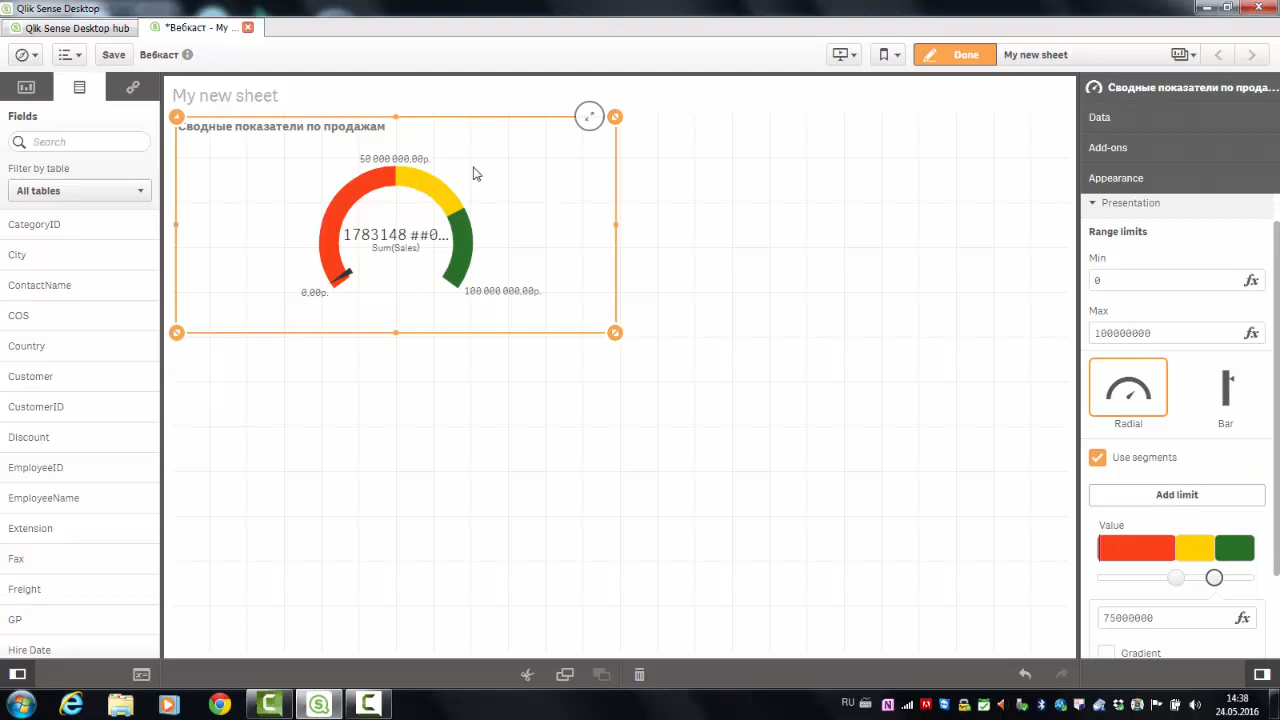 Qlik Sense Desktop
Qlik Sense Desktop hub
*Вебкаст - My ...
Save
Вебкаст
Done
My new sheet
Fields
Search
Filter by table
All tables
CategoryID
City
ContactName
COS
Country
Customer
CustomerID
Discount
EmployeeID
EmployeeName
Extension
Fax
Freight
GP
Hire Date
My new sheet
Сводные показатели по продажам
50 000 000,00р.
1783148 ##0...
Sum(Sales)
0,00р.
100 000 000,00р.
Сводные показатели по прода...
Data
Add-ons
Appearance
Presentation
Range limits
Min
0
fx
Max
100000000
fx
Radial
Bar
Use segments
Add limit
Value
75000000
fx
Gradient
RU
14:38
24.05.2016